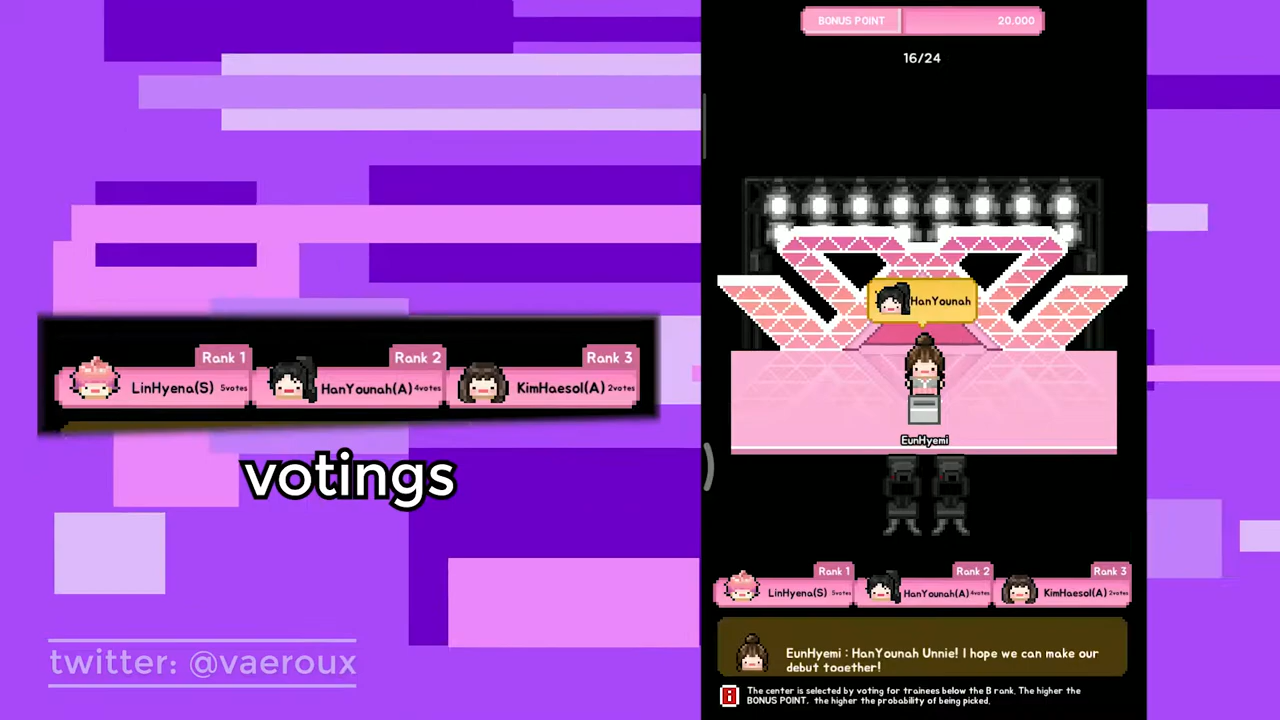 Rank 1
Rank 2
Rank 3
LinHyena(S) 5votes
HanYounah(A) 4votes
KimHaesol(A) 2votes
votings
twitter: @vaeroux
BONUS POINT 20.000
16/24
HanYounah
EunHyemi
Rank 1
Rank 2
Rank 3
LinHyena(S) 5votes
HanYounah(A) 4votes
KimHaesol(A) 2votes
EunHyemi : HanYounah Unnie! I hope we can make our
debut together!
The center is selected by voting for trainees below the B rank. The higher the
BONUS POINT, the higher the probability of being picked.